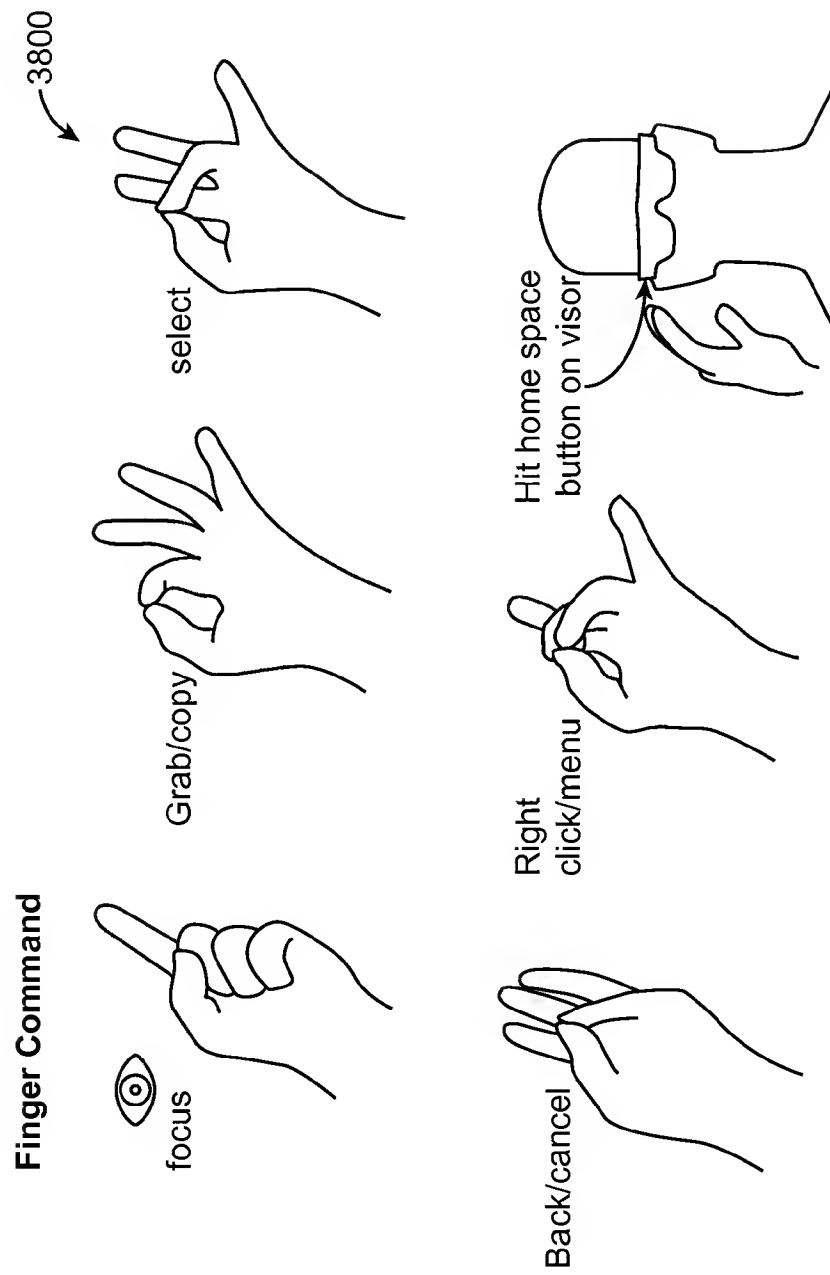 Finger Command
3800
focus
Grab/copy
select
Back/cancel
Right
click/menu
Hit home space
button on visor